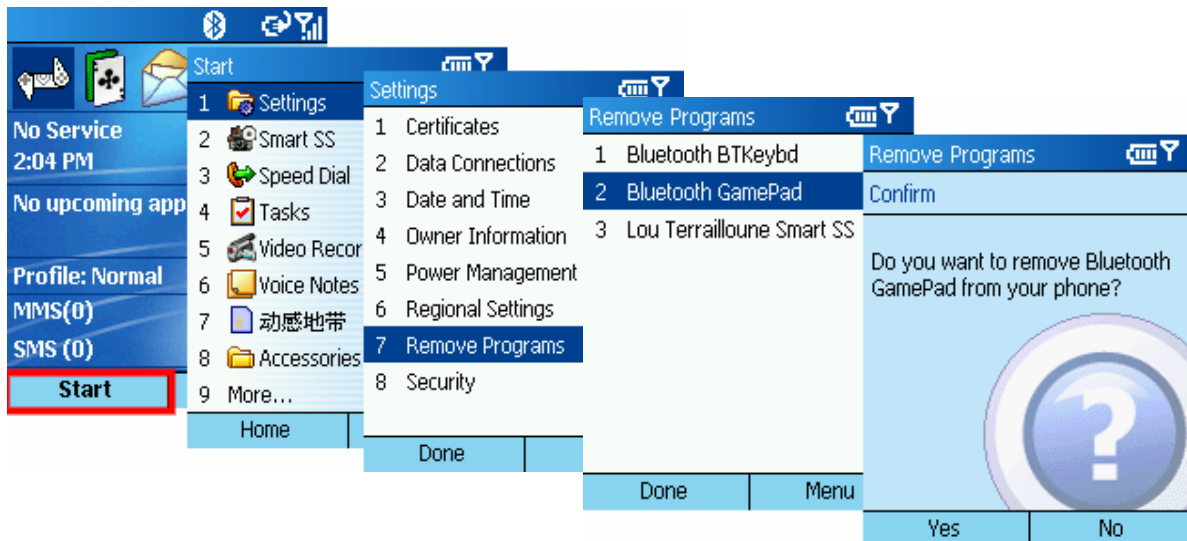 No Service
2:04 PM
No upcoming app
Profile: Normal
MMS(0)
SMS (0)
Start
Start
1 Settings
2 Smart SS
3 Speed Dial
4 Tasks
5 Video Recor
6 Voice Notes
7 动感地带
8 Accessories
9 More...
Home
Settings
1 Certificates
2 Data Connections
3 Date and Time
4 Owner Information
5 Power Management
6 Regional Settings
7 Remove Programs
8 Security
Done
Remove Programs
1 Bluetooth BTKeybd
2 Bluetooth GamePad
3 Lou Terrailloune Smart SS
Done Menu
Remove Programs
Confirm
Do you want to remove Bluetooth
GamePad from your phone?
Yes No